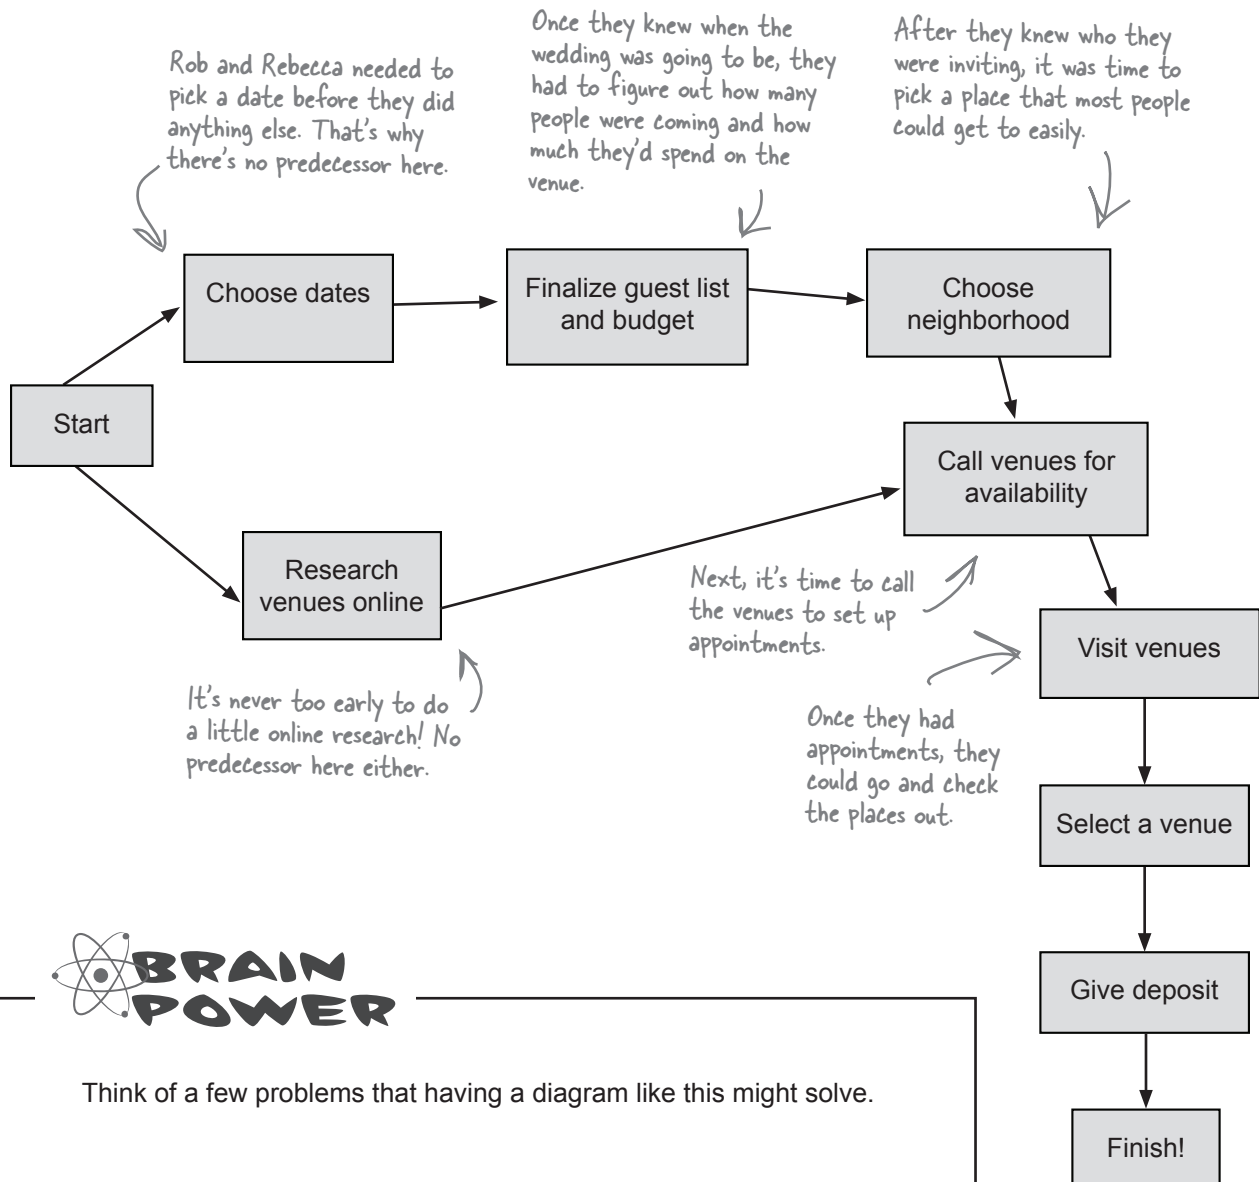 Rob and Rebecca needed to
pick a date before they did
anything else. That's why
there's no predecessor here.
Once they knew when the
wedding was going to be, they
had to figure out how many
people were coming and how
much they'd spend on the
venue.
After they knew who they
were inviting, it was time to
pick a place that most people
could get to easily.
Choose dates
Finalize guest list
and budget
Choose
neighborhood
Start
Call venues for
availability
Research
venues online
Next, it's time to call
the venues to set up
appointments.
Visit venues
It's never too early to do
a little online research! No
predecessor here either.
Once they had
appointments, they
could go and check
the places out.
Select a venue
Give deposit
Finish!
BRAIN
POWER
Think of a few problems that having a diagram like this might solve.